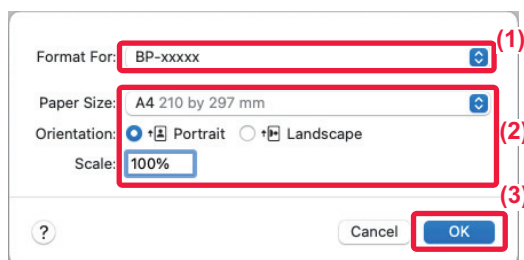 (1)
Format For: BP-xxxxx
Paper Size: A4 210 by 297 mm
(2)
Orientation: Portrait Landscape
Scale: 100%
(3)
? Cancel OK